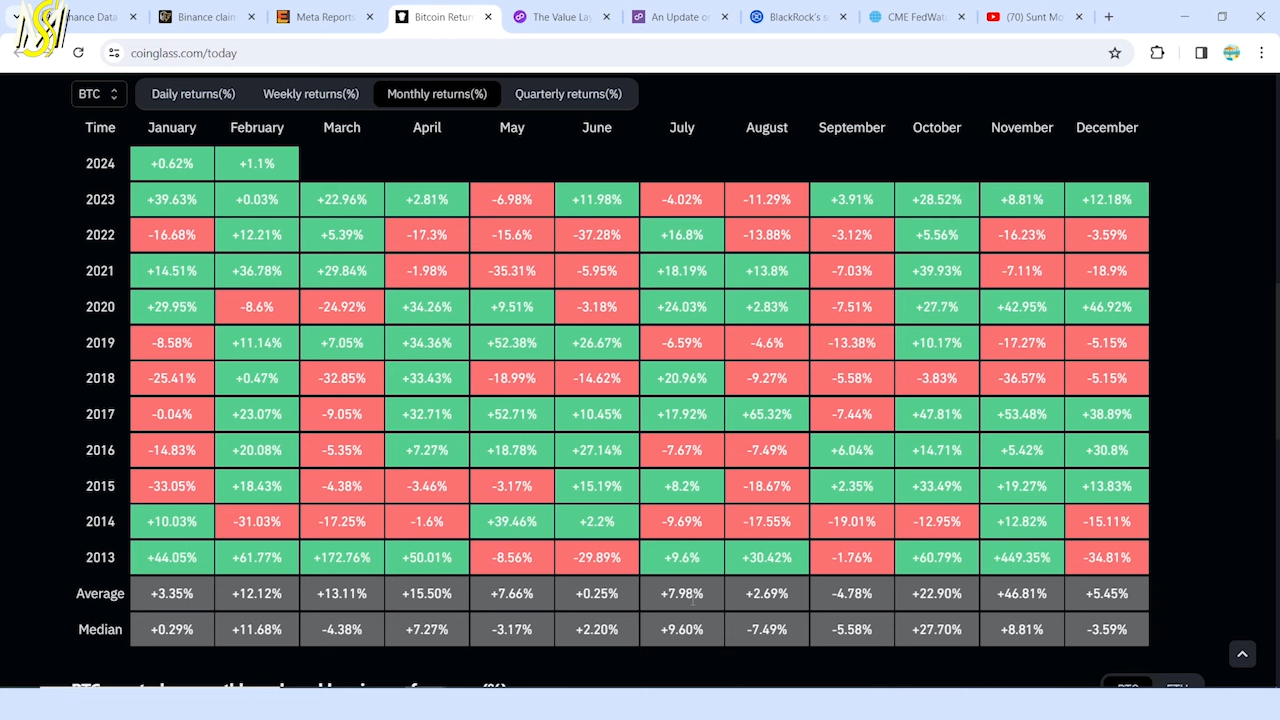 Binance Data
Binance claim
Meta Reports
Bitcoin Retur
The Value Lay
An Update on
BlackRock's s
CME FedWatc
(70) Sunt Mo
coinglass.com/today
BTC Daily returns(%) Weekly returns(%) Monthly returns(%) Quarterly returns(%)
Time January February March April May June July August September October November December
2024 +0.62% +1.1%
2023 +39.63% +0.03% +22.96% +2.81% -6.98% +11.98% -4.02% -11.29% +3.91% +28.52% +8.81% +12.18%
2022 -16.68% +12.21% +5.39% -17.3% -15.6% -37.28% +16.8% -13.88% -3.12% +5.56% -16.23% -3.59%
2021 +14.51% +36.78% +29.84% -1.98% -35.31% -5.95% +18.19% +13.8% -7.03% +39.93% -7.11% -18.9%
2020 +29.95% -8.6% -24.92% +34.26% +9.51% -3.18% +24.03% +2.83% -7.51% +27.7% +42.95% +46.92%
2019 -8.58% +11.14% +7.05% +34.36% +52.38% +26.67% -6.59% -4.6% -13.38% +10.17% -17.27% -5.15%
2018 -25.41% +0.47% -32.85% +33.43% -18.99% -14.62% +20.96% -9.27% -5.58% -3.83% -36.57% -5.15%
2017 -0.04% +23.07% -9.05% +32.71% +52.71% +10.45% +17.92% +65.32% -7.44% +47.81% +53.48% +38.89%
2016 -14.83% +20.08% -5.35% +7.27% +18.78% +27.14% -7.67% -7.49% +6.04% +14.71% +5.42% +30.8%
2015 -33.05% +18.43% -4.38% -3.46% -3.17% +15.19% +8.2% -18.67% +2.35% +33.49% +19.27% +13.83%
2014 +10.03% -31.03% -17.25% -1.6% +39.46% +2.2% -9.69% -17.55% -19.01% -12.95% +12.82% -15.11%
2013 +44.05% +61.77% +172.76% +50.01% -8.56% -29.89% +9.6% +30.42% -1.76% +60.79% +449.35% -34.81%
Average +3.35% +12.12% +13.11% +15.50% +7.66% +0.25% +7.98% +2.69% -4.78% +22.90% +46.81% +5.45%
Median +0.29% +11.68% -4.38% +7.27% -3.17% +2.20% +9.60% -7.49% -5.58% +27.70% +8.81% -3.59%